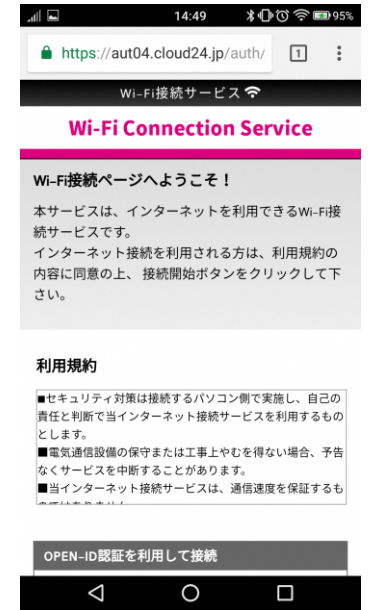 14:49
95%
https://aut04.cloud24.jp/auth/
1
Wi-Fi接続サービス
Wi-Fi Connection Service
Wi-Fi接続ページへようこそ！
本サービスは、インターネットを利用できるWi-Fi接
続サービスです。
インターネット接続を利用される方は、利用規約の
内容に同意の上、 接続開始ボタンをクリックして下
さい。
利用規約
■セキュリティ対策は接続するパソコン側で実施し、自己の
責任と判断で当インターネット接続サービスを利用するもの
とします。
■電気通信設備の保守または工事上やむを得ない場合、予告
なくサービスを中断することがあります。
■当インターネット接続サービスは、通信速度を保証するも
OPEN-ID認証を利用して接続